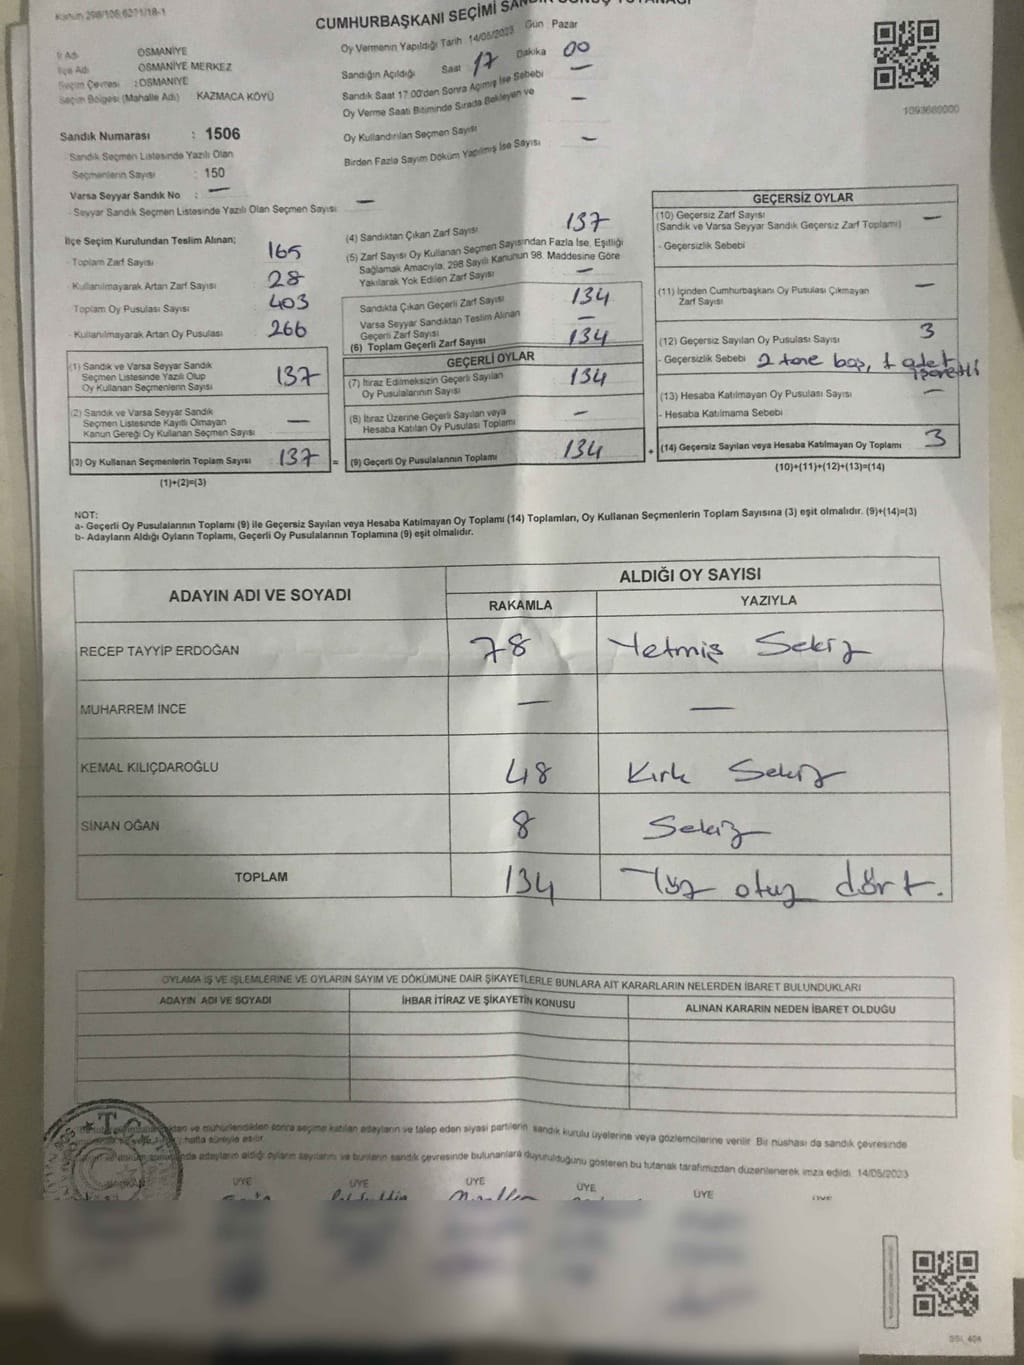 Kanun 298/106,6271/18-1
CUMHURBAŞKANI SEÇİMİ SANDIK SONUÇ TUTANAĞI
İl Adı OSMANİYE
İlçe Adı OSMANİYE MERKEZ
Seçim Çevresi : OSMANİYE
Seçim Bölgesi (Mahalle Adı) KAZMACA KÖYÜ
Sandık Numarası : 1506
Sandık Seçmen Listesinde Yazılı Olan
Seçmenlerin Sayısı : 150
Varsa Seyyar Sandık No : —
- Seyyar Sandık Seçmen Listesinde Yazılı Olan Seçmen Sayısı —
Oy Vermenin Yapıldığı Tarih 14/05/2023 Gün Pazar
Sandığın Açıldığı Saat 17 Dakika 00
Sandık Saat 17:00'den Sonra Açılmış İse Sebebi —
Oy Verme Saati Bitiminde Sırada Bekleyen ve
Oy Kullandırılan Seçmen Sayısı —
Birden Fazla Sayım Döküm Yapılmış İse Sayısı —
1093680000
İlçe Seçim Kurulundan Teslim Alınan;
- Toplam Zarf Sayısı 165
- Kullanılmayarak Artan Zarf Sayısı 28
- Toplam Oy Pusulası Sayısı 403
- Kullanılmayarak Artan Oy Pusulası 266
(1) Sandık ve Varsa Seyyar Sandık
Seçmen Listesinde Yazılı Olup
Oy Kullanan Seçmenlerin Sayısı 137
(2) Sandık ve Varsa Seyyar Sandık
Seçmen Listesinde Kayıtlı Olmayan
Kanun Gereği Oy Kullanan Seçmen Sayısı —
(3) Oy Kullanan Seçmenlerin Toplam Sayısı 137 =
(1)+(2)=(3)
(4) Sandıktan Çıkan Zarf Sayısı 137
(5) Zarf Sayısı Oy Kullanan Seçmen Sayısından Fazla İse, Eşitliği
Sağlamak Amacıyla, 298 Sayılı Kanunun 98. Maddesine Göre
Yakılarak Yok Edilen Zarf Sayısı —
Sandıkta Çıkan Geçerli Zarf Sayısı 134
Varsa Seyyar Sandıktan Teslim Alınan
Geçerli Zarf Sayısı —
(6) Toplam Geçerli Zarf Sayısı 134
GEÇERLİ OYLAR
(7) İtiraz Edilmeksizin Geçerli Sayılan
Oy Pusulalarının Sayısı 134
(8) İtiraz Üzerine Geçerli Sayılan veya
Hesaba Katılan Oy Pusulası Toplamı —
(9) Geçerli Oy Pusulalarının Toplamı 134 +
GEÇERSİZ OYLAR
(10) Geçersiz Zarf Sayısı —
(Sandık ve Varsa Seyyar Sandık Geçersiz Zarf Toplamı)
- Geçersizlik Sebebi
(11) İçinden Cumhurbaşkanı Oy Pusulası Çıkmayan
Zarf Sayısı —
(12) Geçersiz Sayılan Oy Pusulası Sayısı 3
- Geçersizlik Sebebi 2 tane boş, 1 adet işaretli
(13) Hesaba Katılmayan Oy Pusulası Sayısı —
- Hesaba Katılmama Sebebi
(14) Geçersiz Sayılan veya Hesaba Katılmayan Oy Toplamı 3
(10)+(11)+(12)+(13)=(14)
NOT:
a- Geçerli Oy Pusulalarının Toplamı (9) ile Geçersiz Sayılan veya Hesaba Katılmayan Oy Toplamı (14) Toplamları, Oy Kullanan Seçmenlerin Toplam Sayısına (3) eşit olmalıdır. (9)+(14)=(3)
b- Adayların Aldığı Oyların Toplamı, Geçerli Oy Pusulalarının Toplamına (9) eşit olmalıdır.
ADAYIN ADI VE SOYADI ALDIĞI OY SAYISI
RAKAMLA YAZIYLA
RECEP TAYYİP ERDOĞAN 78 Yetmiş Sekiz
MUHARREM İNCE — —
KEMAL KILIÇDAROĞLU 48 Kırk Sekiz
SİNAN OĞAN 8 Sekiz
TOPLAM 134 Yüz otuz dört.
OYLAMA İŞ VE İŞLEMLERİNE VE OYLARIN SAYIM VE DÖKÜMÜNE DAİR ŞİKAYETLERLE BUNLARA AİT KARARLARIN NELERDEN İBARET BULUNDUKLARI
ADAYIN ADI VE SOYADI İHBAR İTİRAZ VE ŞİKAYETİN KONUSU ALINAN KARARIN NEDEN İBARET OLDUĞU
ve mühürlendikten sonra seçime katılan adayların ve talep eden siyasi partilerin sandık kurulu üyelerine veya gözlemcilerine verilir. Bir nüshası da sandık çevresinde
hafta süreyle asılır.
adayların aldığı oyların sayılarını ve bunların sandık çevresinde bulunanlara duyurulduğunu gösteren bu tutanak tarafımızdan düzenlenerek imza edildi. 14/05/2023
T.C.
ÜYE ÜYE ÜYE ÜYE ÜYE ÜYE